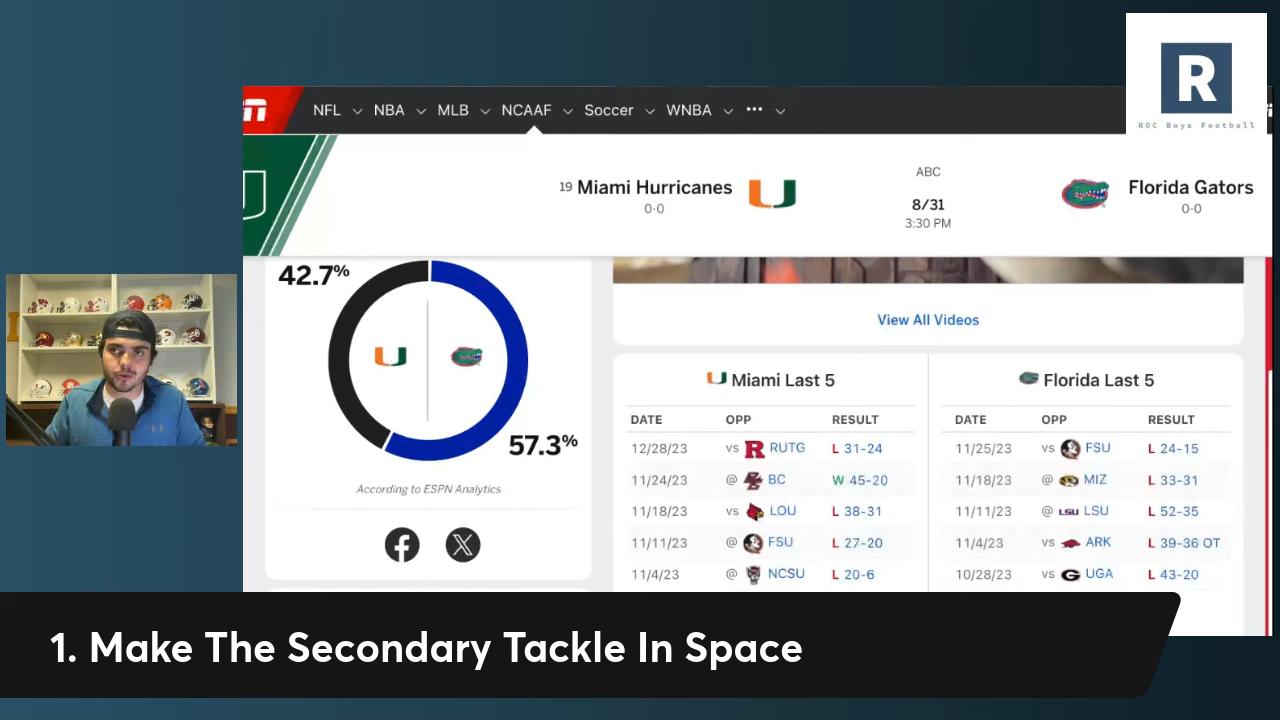 R
ROC Boys Football
NFL NBA MLB NCAAF Soccer WNBA •••
19 Miami Hurricanes
0-0
ABC
8/31
3:30 PM
Florida Gators
0-0
42.7%
57.3%
According to ESPN Analytics
View All Videos
Miami Last 5
DATE OPP RESULT
12/28/23 vs RUTG L 31-24
11/24/23 @ BC W 45-20
11/18/23 vs LOU L 38-31
11/11/23 @ FSU L 27-20
11/4/23 @ NCSU L 20-6
Florida Last 5
DATE OPP RESULT
11/25/23 vs FSU L 24-15
11/18/23 @ MIZ L 33-31
11/11/23 @ LSU LSU L 52-35
11/4/23 vs ARK L 39-36 OT
10/28/23 vs UGA L 43-20
1. Make The Secondary Tackle In Space